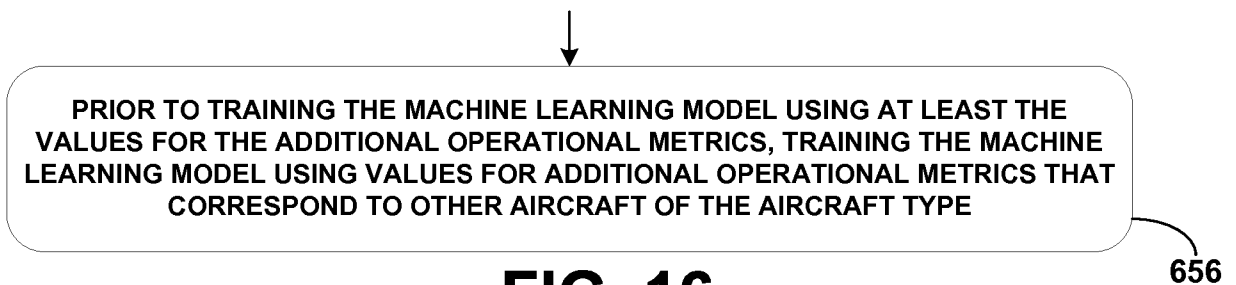 PRIOR TO TRAINING THE MACHINE LEARNING MODEL USING AT LEAST THE
VALUES FOR THE ADDITIONAL OPERATIONAL METRICS, TRAINING THE MACHINE
LEARNING MODEL USING VALUES FOR ADDITIONAL OPERATIONAL METRICS THAT
CORRESPOND TO OTHER AIRCRAFT OF THE AIRCRAFT TYPE
656
FIG. 16